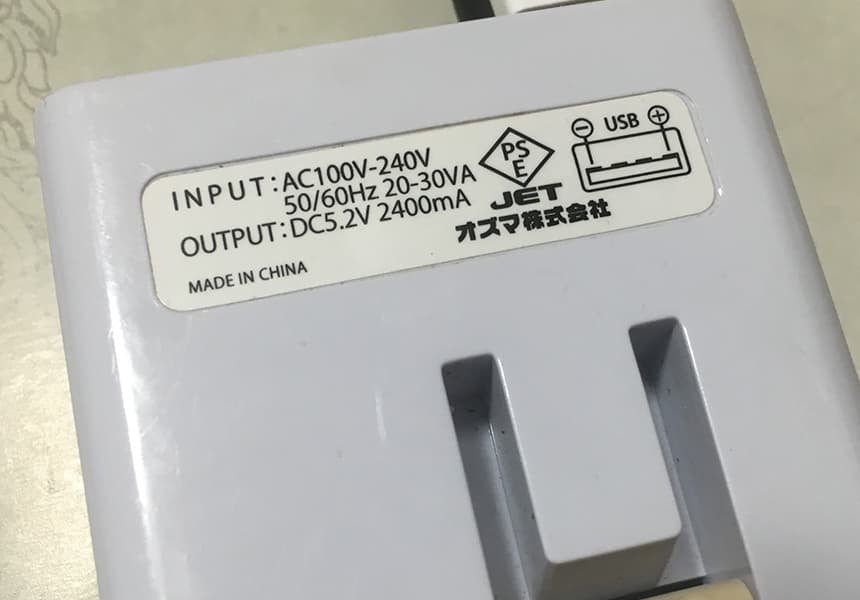 INPUT:AC100V-240V
50/60Hz 20-30VA
OUTPUT:DC5.2V 2400mA
MADE IN CHINA
PS
E
JET
オズマ株式会社
⊖ USB ⊕